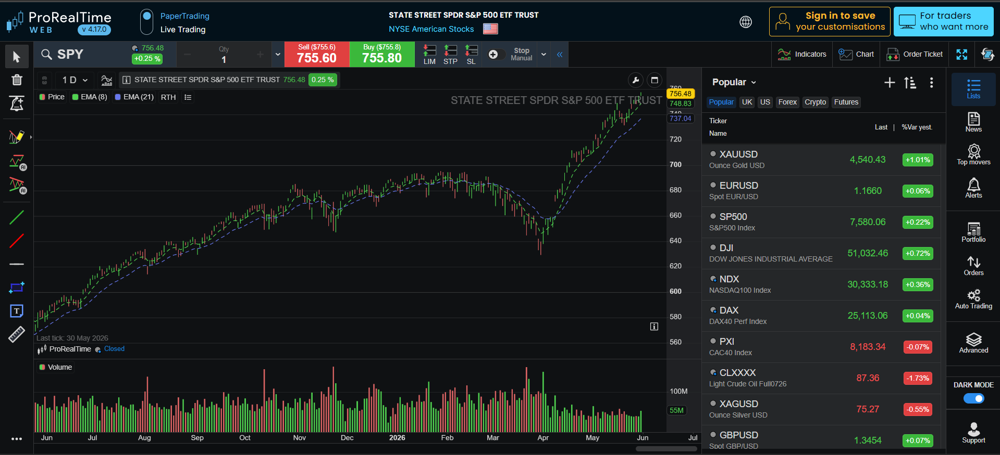 ProRealTime
WEB
v 4.17.0
PaperTrading
Live Trading
STATE STREET SPDR S&P 500 ETF TRUST
NYSE American Stocks
Sign in to save
your customisations
For traders
who want more
SPY
756.48
+0.25 %
Qty
1
Sell ($755.6)
755.60
Buy ($755.8)
755.80
LIM
STP
SL
Stop
Manual
Indicators
Chart
Order Ticket
1 D
STATE STREET SPDR S&P 500 ETF TRUST 756.48 0.25 %
Price
EMA (8)
EMA (21)
RTH
STATE STREET SPDR S&P 500 ETF TRUST
760
756.48
748.83
740
737.04
720
700
680
660
640
620
600
580
560
Last tick: 30 May 2026
ProRealTime
Closed
Volume
100M
55M
Jun
Jul
Aug
Sep
Oct
Nov
Dec
2026
Feb
Mar
Apr
May
Jun
Jul
Popular
Popular
UK
US
Forex
Crypto
Futures
Ticker
Name
Last | %Var yest.
XAUUSD
Ounce Gold USD
4,540.43
+1.01%
EURUSD
Spot EUR/USD
1.1660
+0.06%
SP500
S&P500 Index
7,580.06
+0.22%
DJI
DOW JONES INDUSTRIAL AVERAGE
51,032.46
+0.72%
NDX
NASDAQ100 Index
30,333.18
+0.36%
DAX
DAX40 Perf Index
25,113.06
+0.04%
PXI
CAC40 Index
8,183.34
-0.07%
CLXXXX
Light Crude Oil Full0726
87.36
-1.73%
XAGUSD
Ounce Silver USD
75.27
-0.55%
GBPUSD
Spot GBP/USD
1.3454
+0.07%
Lists
News
Top movers
Alerts
Portfolio
Orders
Auto Trading
Advanced
DARK MODE
Support
AI
AI
T